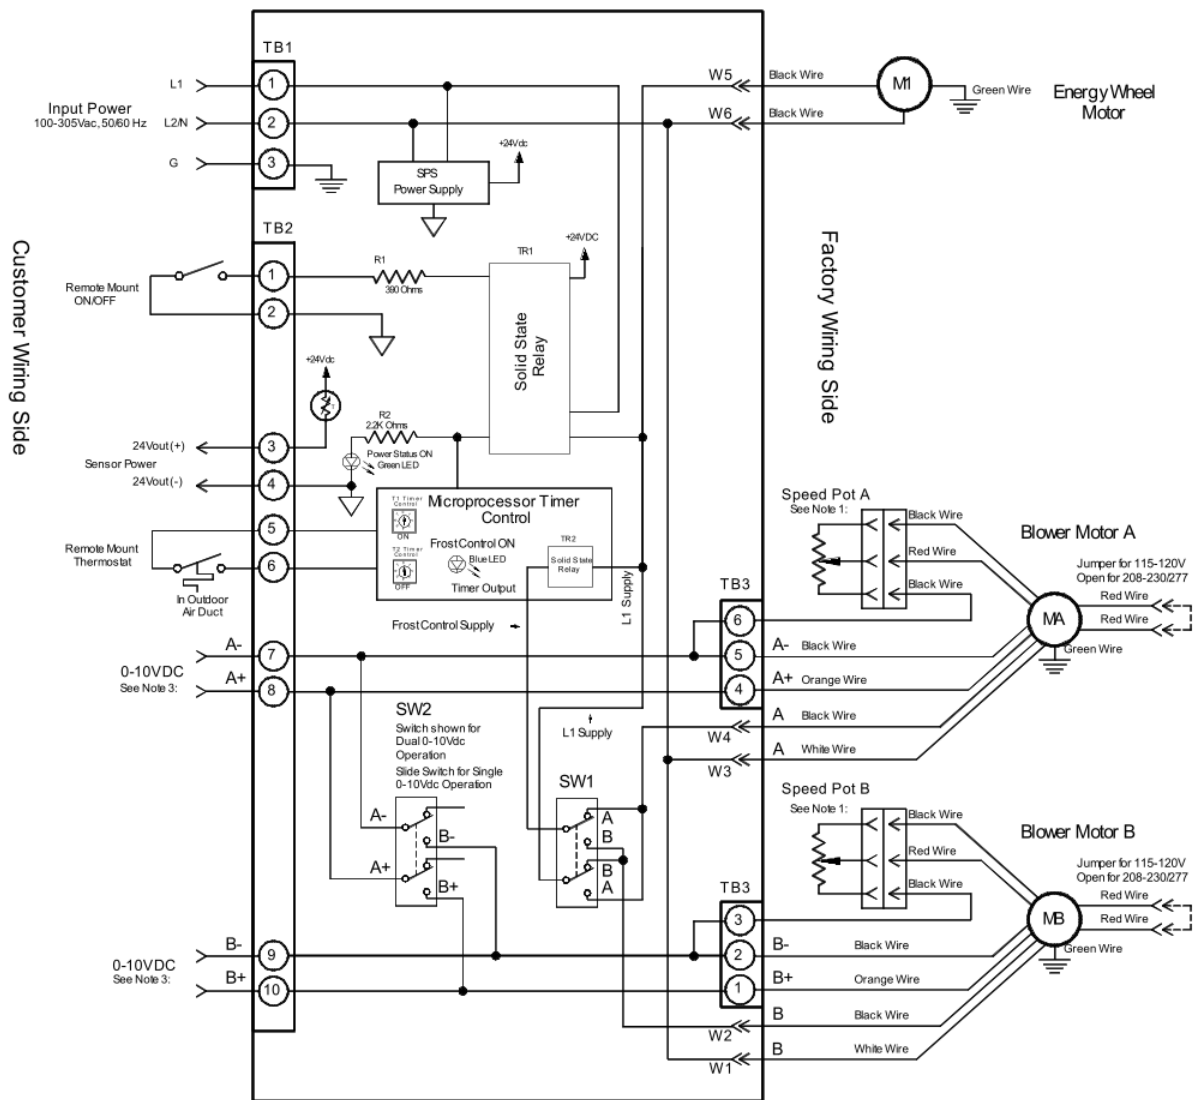 TB1
L1
1
W5
Black Wire
M1
Green Wire
Energy Wheel
Motor
Input Power
100-305Vac, 50/60 Hz
L2/N
2
W6
Black Wire
G
3
+24Vdc
SPS
Power Supply
Customer Wiring Side
Factory Wiring Side
TB2
1
Remote Mount
ON/OFF
2
R1
390 Ohms
TR1
+24VDC
Solid State
Relay
+24Vdc
24Vout(+)
3
Sensor Power
24Vout(-)
4
R2
2.2K Ohms
Power Status ON
Green LED
5
Remote Mount
Thermostat
6
In Outdoor
Air Duct
Microprocessor Timer
Control
T1 Timer
Control
ON
T2 Timer
Control
OFF
Frost Control ON
Blue LED
Timer Output
TR2
Solid State
Relay
L1 Supply
Frost Control Supply
Speed Pot A
See Note 1:
Black Wire
Red Wire
Black Wire
Blower Motor A
Jumper for 115-120V
Open for 208-230/277
Red Wire
Red Wire
MA
Green Wire
TB3
6
5
4
A-
7
0-10VDC
See Note 3:
A+
8
A-
Black Wire
A+
Orange Wire
A
Black Wire
W4
A
White Wire
W3
SW2
Switch shown for
Dual 0-10Vdc
Operation
Slide Switch for Single
0-10Vdc Operation
A-
B-
A+
B+
L1 Supply
SW1
A
B
B
A
Speed Pot B
See Note 1:
Black Wire
Red Wire
Black Wire
Blower Motor B
Jumper for 115-120V
Open for 208-230/277
Red Wire
Red Wire
MB
Green Wire
TB3
3
2
1
B-
9
0-10VDC
See Note 3:
B+
10
B-
Black Wire
B+
Orange Wire
B
Black Wire
W2
B
White Wire
W1